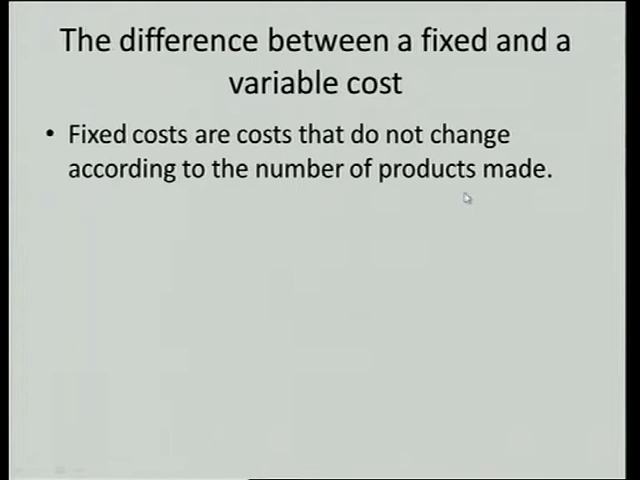 The difference between a fixed and a
variable cost
• Fixed costs are costs that do not change
according to the number of products made.